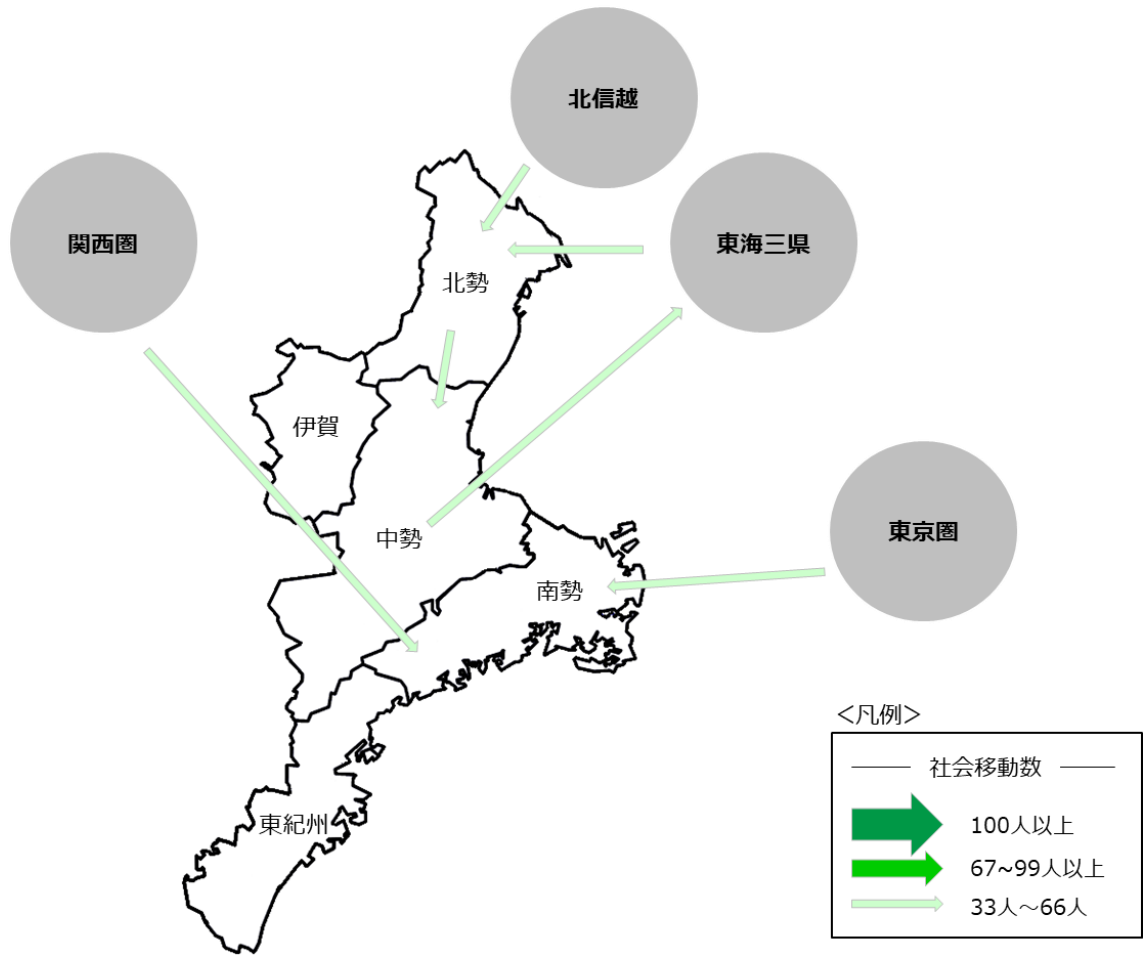 北信越
関西圏
東海三県
北勢
伊賀
中勢
東京圏
南勢
東紀州
＜凡例＞
社会移動数
100人以上
67~99人以上
33人～66人